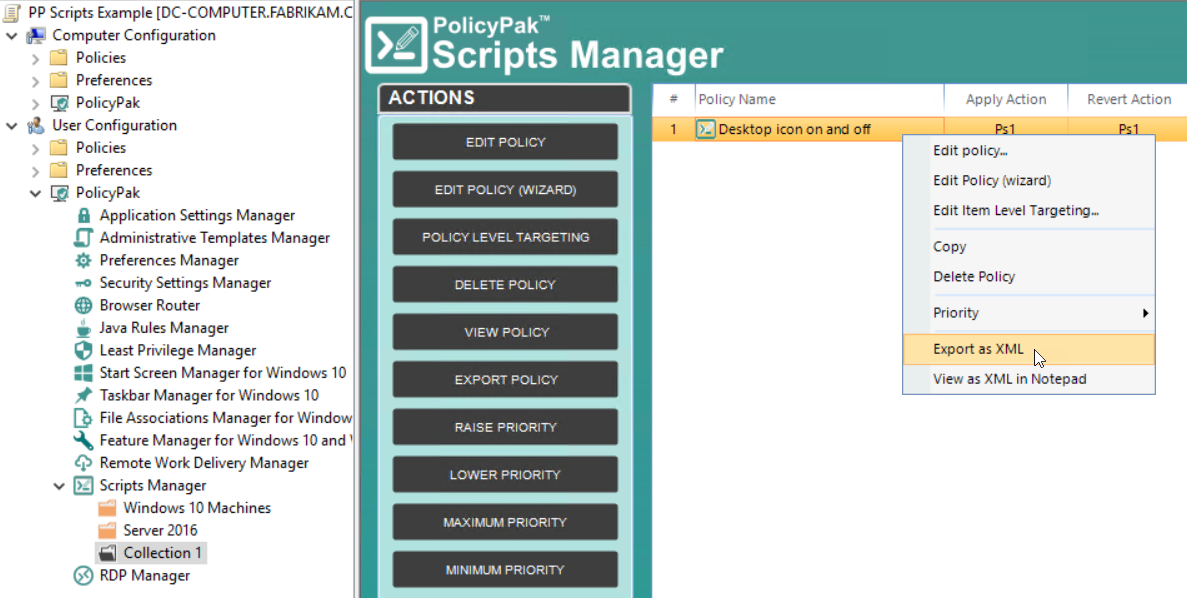 PP Scripts Example [DC-COMPUTER.FABRIKAM.C
Computer Configuration
Policies
Preferences
PolicyPak
User Configuration
Policies
Preferences
PolicyPak
Application Settings Manager
Administrative Templates Manager
Preferences Manager
Security Settings Manager
Browser Router
Java Rules Manager
Least Privilege Manager
Start Screen Manager for Windows 10
Taskbar Manager for Windows 10
File Associations Manager for Window
Feature Manager for Windows 10 and
Remote Work Delivery Manager
Scripts Manager
Windows 10 Machines
Server 2016
Collection 1
RDP Manager
PolicyPak™
Scripts Manager
ACTIONS
EDIT POLICY
EDIT POLICY (WIZARD)
POLICY LEVEL TARGETING
DELETE POLICY
VIEW POLICY
EXPORT POLICY
RAISE PRIORITY
LOWER PRIORITY
MAXIMUM PRIORITY
MINIMUM PRIORITY
# Policy Name Apply Action Revert Action
1 Desktop icon on and off Ps1 Ps1
Edit policy...
Edit Policy (wizard)
Edit Item Level Targeting...
Copy
Delete Policy
Priority
Export as XML
View as XML in Notepad